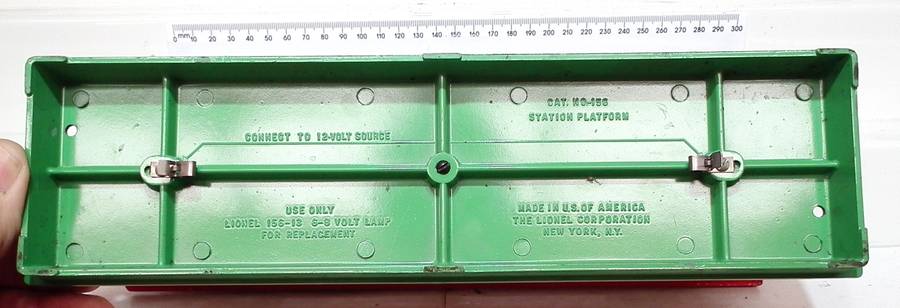 0 mm 10 20 30 40 50 60 70 80 90 100 110 120 130 140 150 160 170 180 190 200 210 220 230 240 250 260 270 280 290 300
CAT. NO-156
STATION PLATFORM
CONNECT TO 12-VOLT SOURCE
USE ONLY
LIONEL 156-13 6-8 VOLT LAMP
FOR REPLACEMENT
MADE IN U.S. OF AMERICA
THE LIONEL CORPORATION
NEW YORK, N.Y.